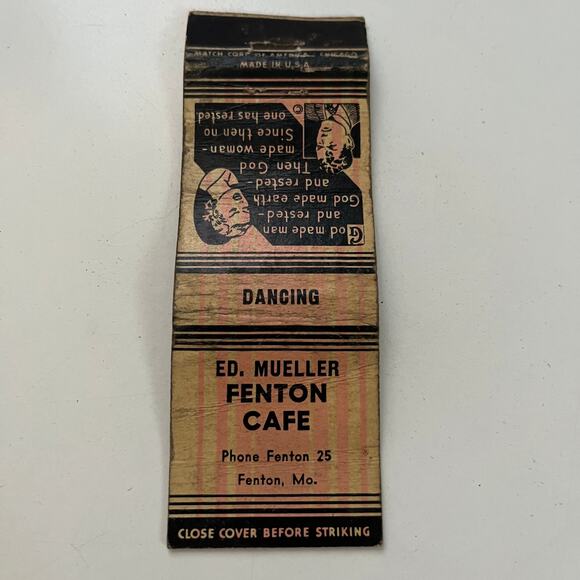 MATCH CORP. OF AMERICA, CHICAGO
MADE IN U.S.A.
God made man
and rested-
God made earth
and rested-
Then God
made woman-
Since then no
one has rested
©
DANCING
ED. MUELLER
FENTON
CAFE
Phone Fenton 25
Fenton, Mo.
CLOSE COVER BEFORE STRIKING